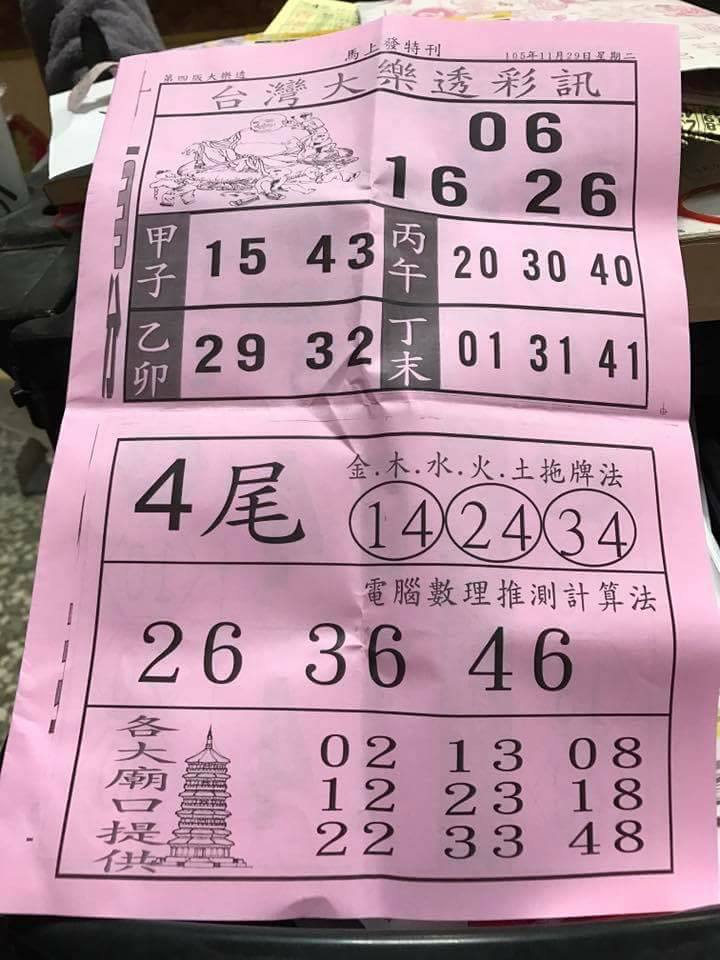 馬上發特刊 105年11月29日星期二
第四版大樂透
台灣大樂透彩訊
06
16 26
甲子 15 43 丙午 20 30 40
乙卯 29 32 丁未 01 31 41
4尾 金.木.水.火.土拖牌法
14 24 34
電腦數理推測計算法
26 36 46
各大廟口提供
02 13 08
12 23 18
22 33 48